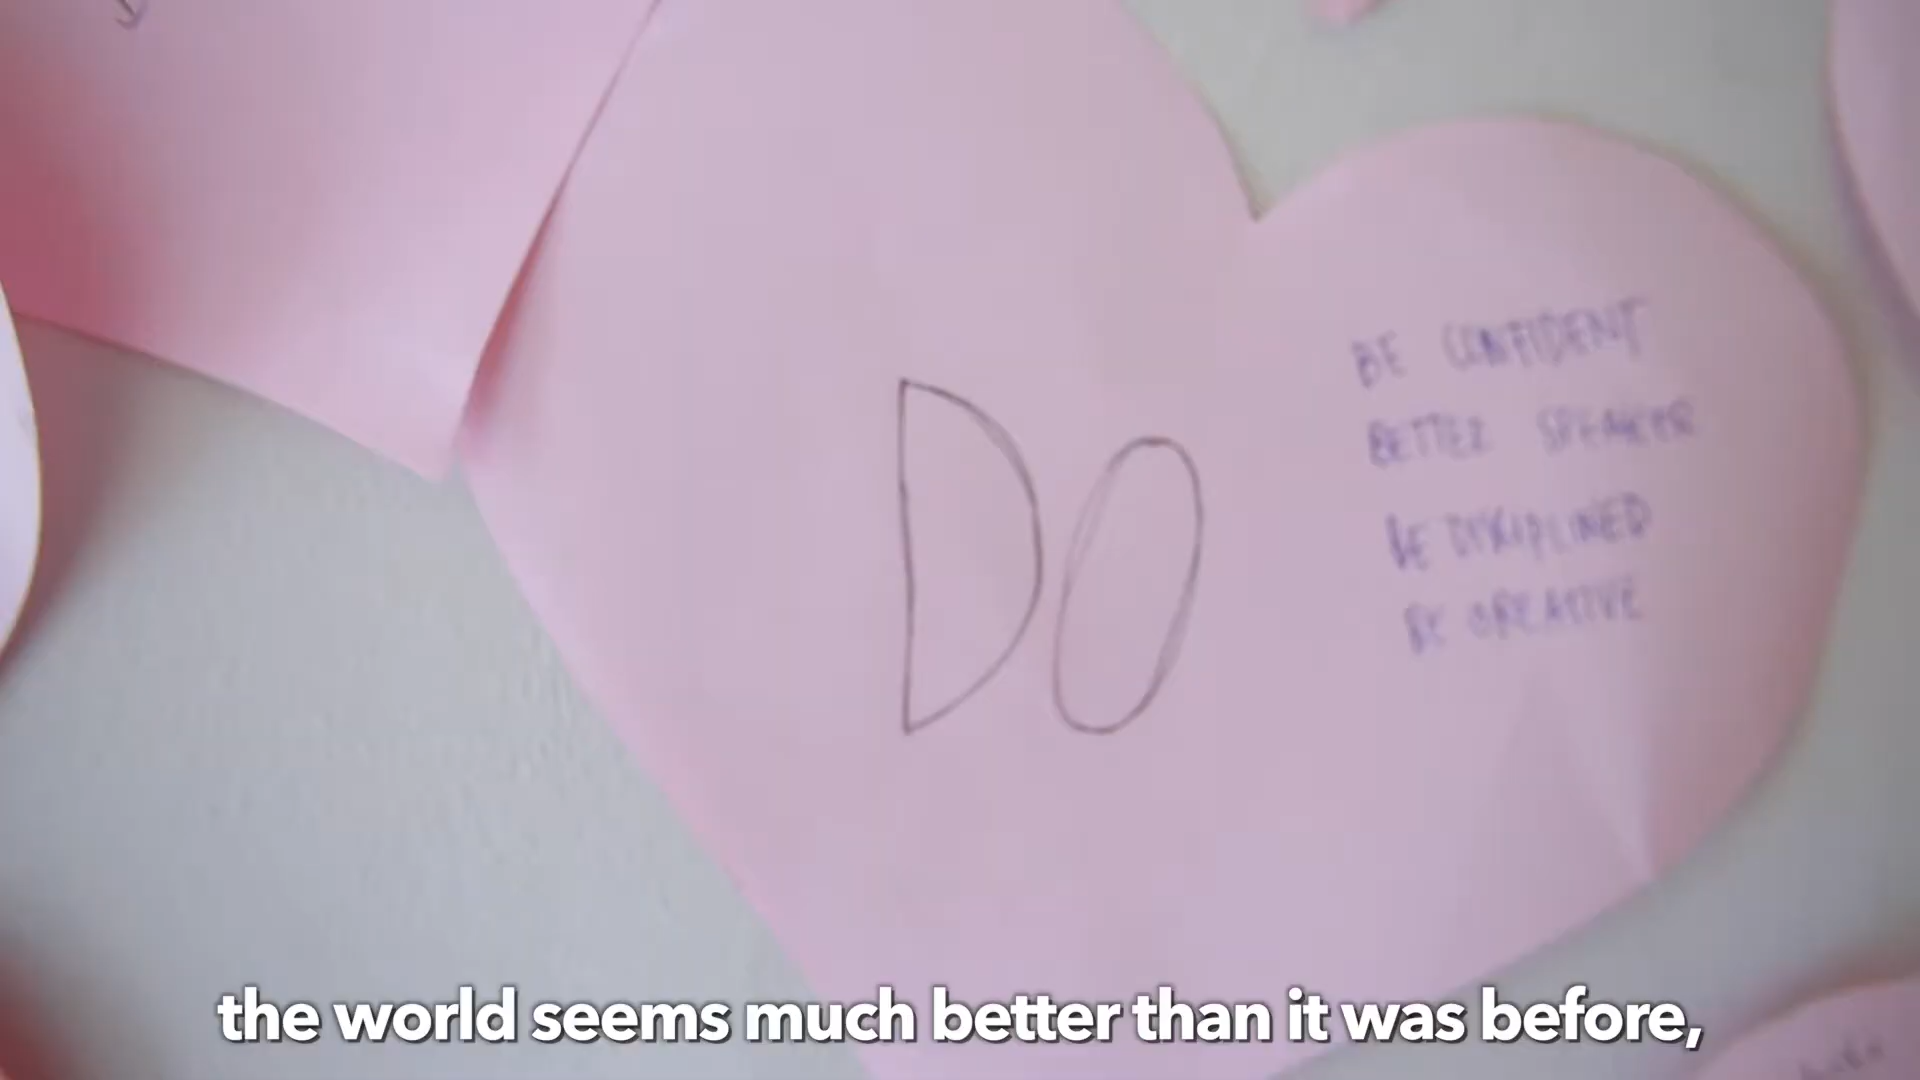 DO
BE CONFIDENT
BETTER SPEAKER
BE DISCIPLINED
BE CREATIVE
the world seems much better than it was before,